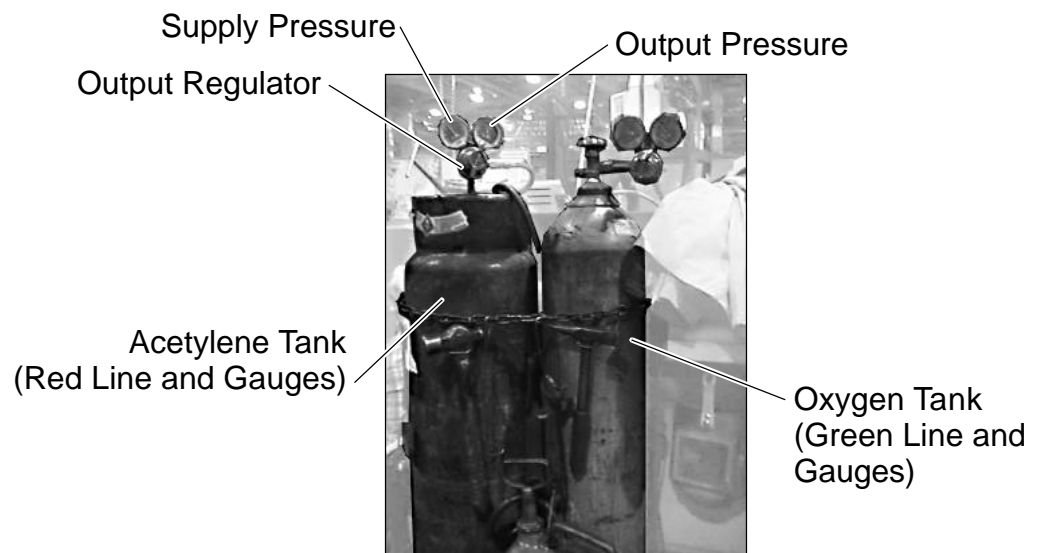 Supply Pressure
Output Pressure
Output Regulator
Acetylene Tank
(Red Line and Gauges)
Oxygen Tank
(Green Line and
Gauges)